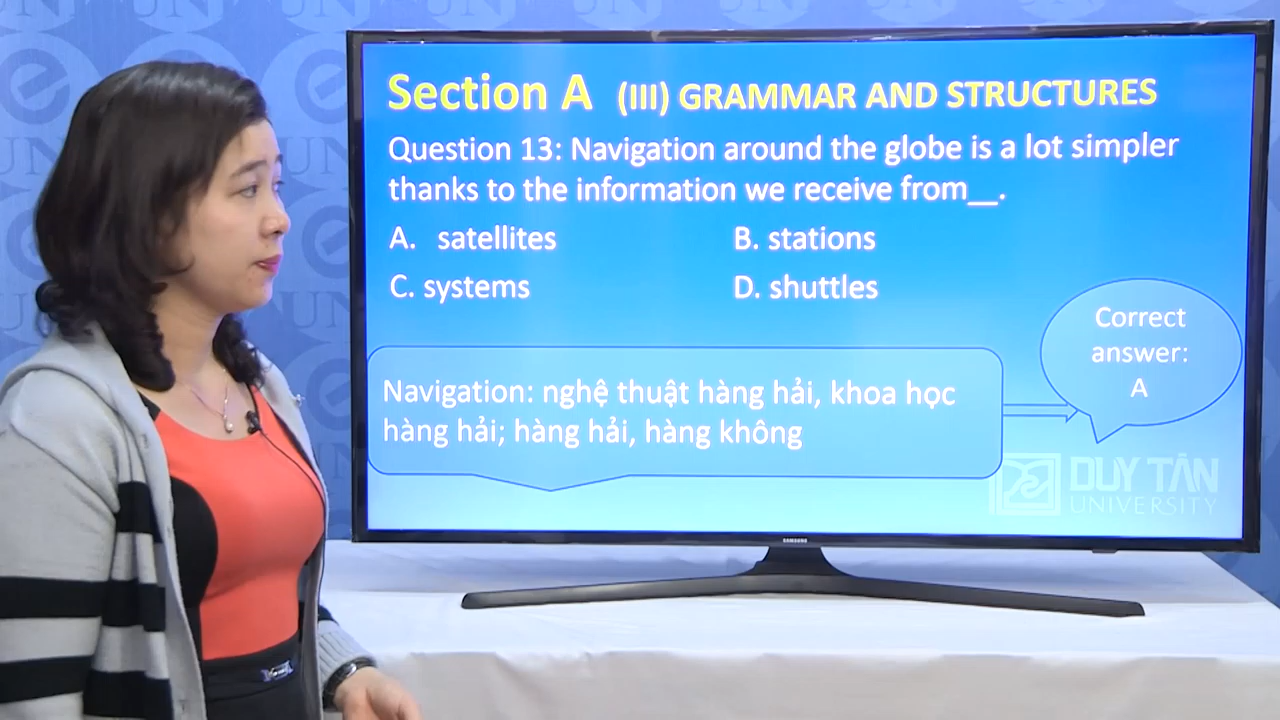 Section A (III) GRAMMAR AND STRUCTURES
Question 13: Navigation around the globe is a lot simpler
thanks to the information we receive from__.
A. satellites B. stations
C. systems D. shuttles
Correct
answer:
A
Navigation: nghệ thuật hàng hải, khoa học
hàng hải; hàng hải, hàng không
DUY TÂN
UNIVERSITY
SAMSUNG